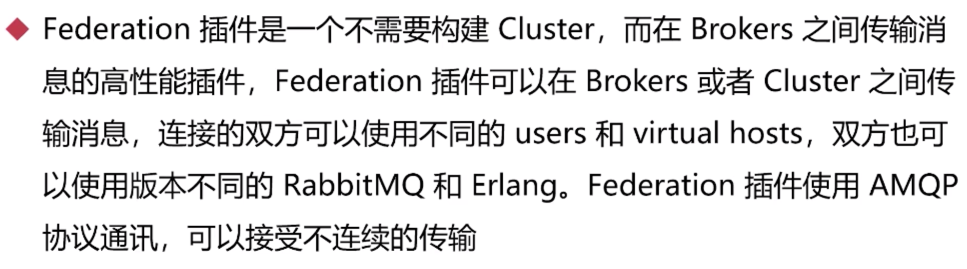 ◆ Federation 插件是一个不需要构建 Cluster，而在 Brokers 之间传输消
息的高性能插件，Federation 插件可以在 Brokers 或者 Cluster 之间传
输消息，连接的双方可以使用不同的 users 和 virtual hosts，双方也可
以使用版本不同的 RabbitMQ 和 Erlang。Federation 插件使用 AMQP
协议通讯，可以接受不连续的传输